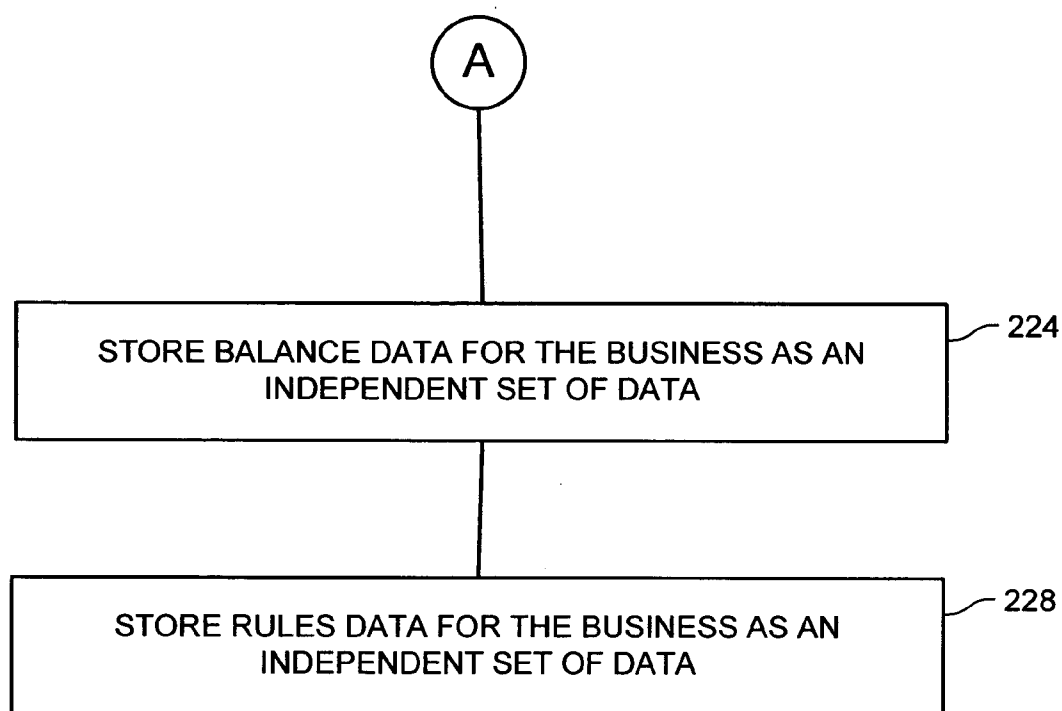 A
STORE BALANCE DATA FOR THE BUSINESS AS AN
INDEPENDENT SET OF DATA
224
STORE RULES DATA FOR THE BUSINESS AS AN
INDEPENDENT SET OF DATA
228